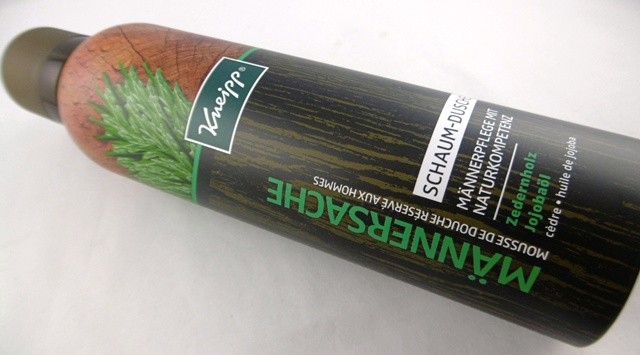 Kneipp®
SCHAUM-DUSCHE
MÄNNERPFLEGE MIT
NATURKOMPETENZ
Zedernholz
Jojobaöl
cèdre • huile de jojoba
MÄNNERSACHE
MOUSSE DE DOUCHE RÉSERVÉ AUX HOMMES